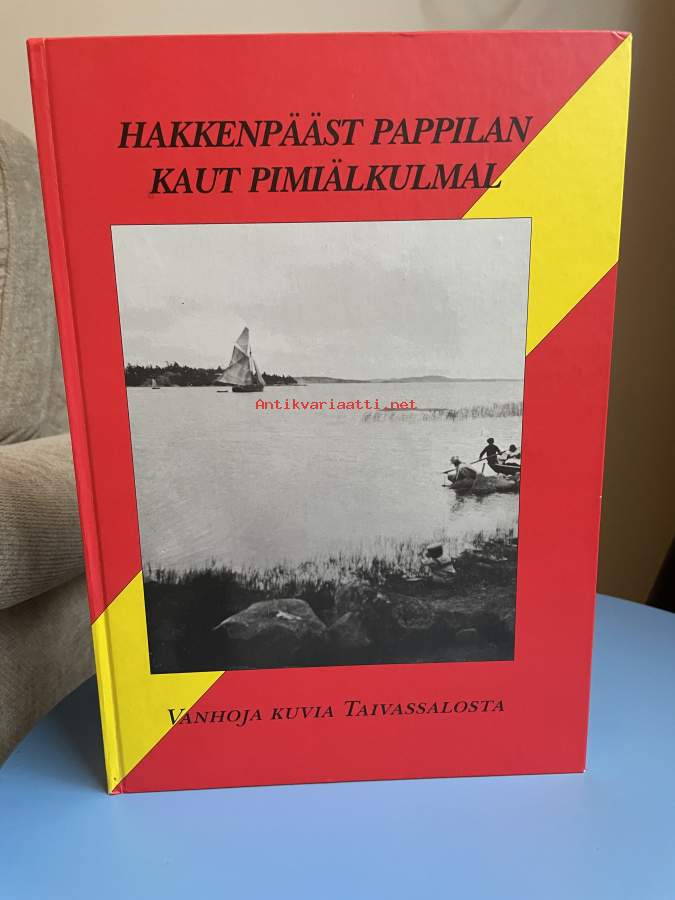 HAKKENPÄÄST PAPPILAN
KAUT PIMIÄLKULMAL
Antikvariaatti.net
VANHOJA KUVIA TAIVASSALOSTA